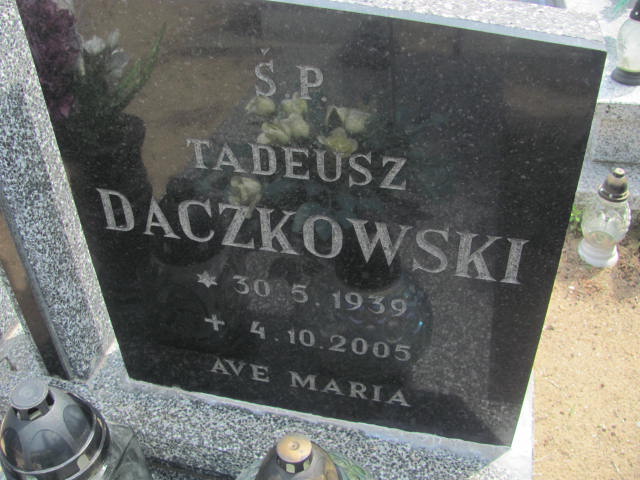 Ś.P.
TADEUSZ
DACZKOWSKI
* 30.5.1939
+ 4.10.2005
AVE MARIA